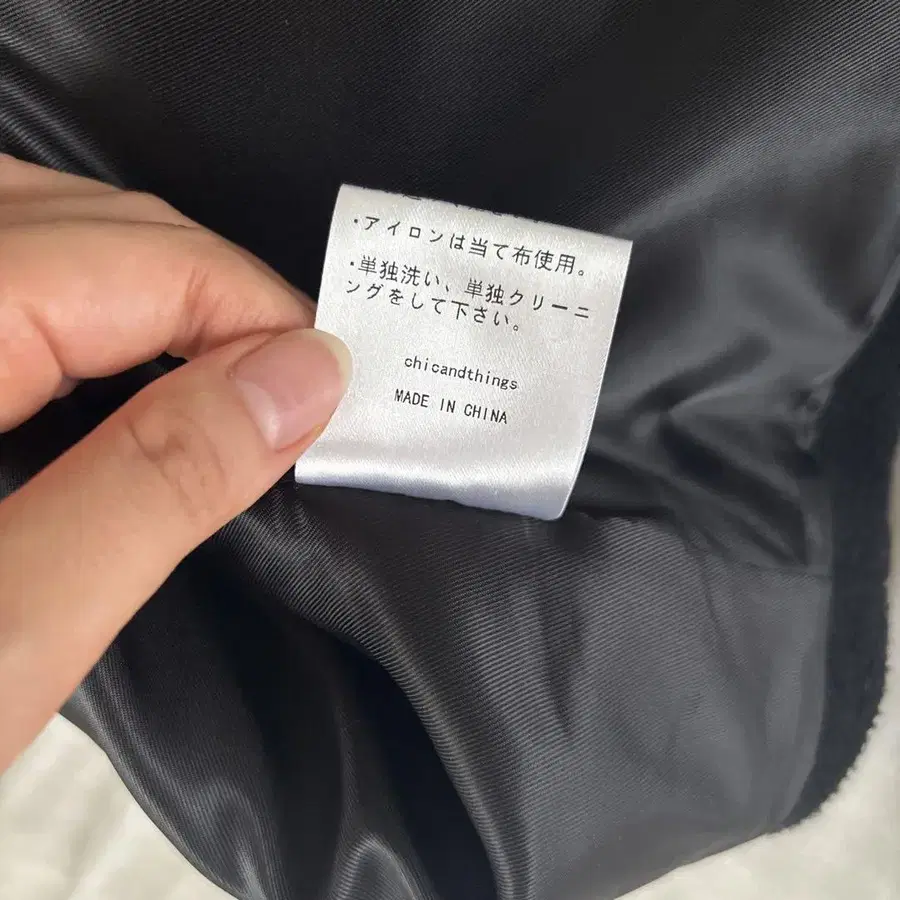 ・アイロンは当て布使用。
・単独洗い、単独クリーニ
ングをして下さい。
chicandthings
MADE IN CHINA